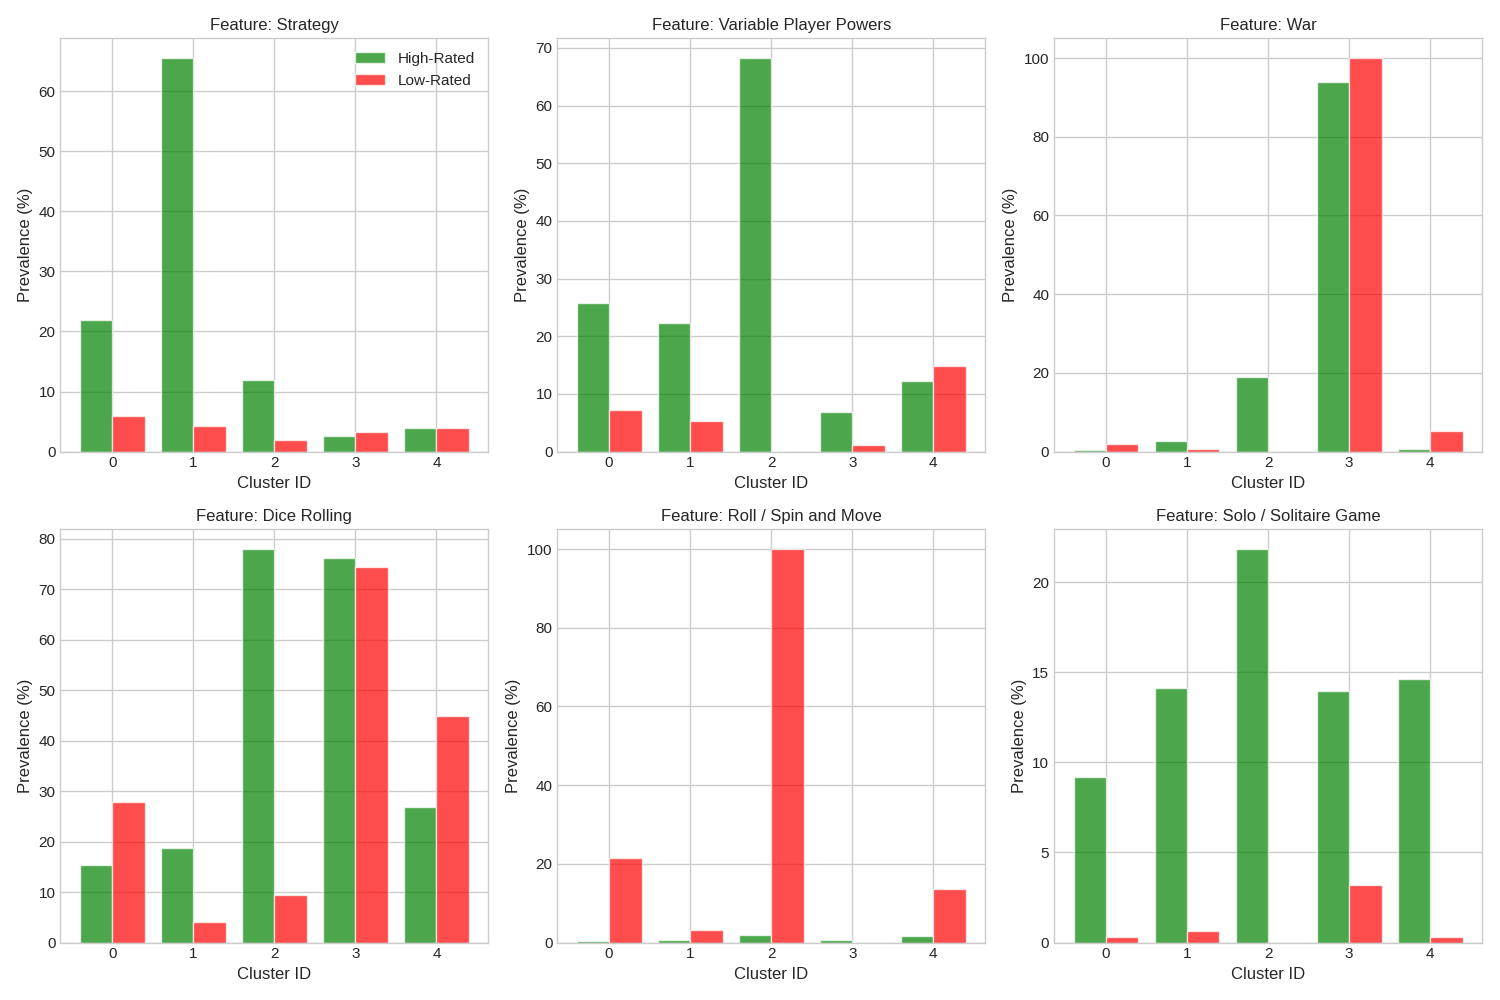 Feature: Strategy
High-Rated
Low-Rated
Prevalence (%)
60
50
40
30
20
10
0
0 1 2 3 4
Cluster ID
Feature: Variable Player Powers
Prevalence (%)
70
60
50
40
30
20
10
0
0 1 2 3 4
Cluster ID
Feature: War
Prevalence (%)
100
80
60
40
20
0
0 1 2 3 4
Cluster ID
Feature: Dice Rolling
Prevalence (%)
80
70
60
50
40
30
20
10
0
0 1 2 3 4
Cluster ID
Feature: Roll / Spin and Move
Prevalence (%)
100
80
60
40
20
0
0 1 2 3 4
Cluster ID
Feature: Solo / Solitaire Game
Prevalence (%)
20
15
10
5
0
0 1 2 3 4
Cluster ID